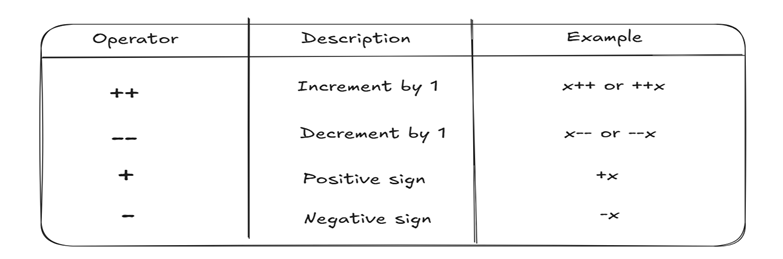 Operator Description Example
++ Increment by 1 x++ or ++x
-- Decrement by 1 x-- or --x
+ Positive sign +x
- Negative sign -x